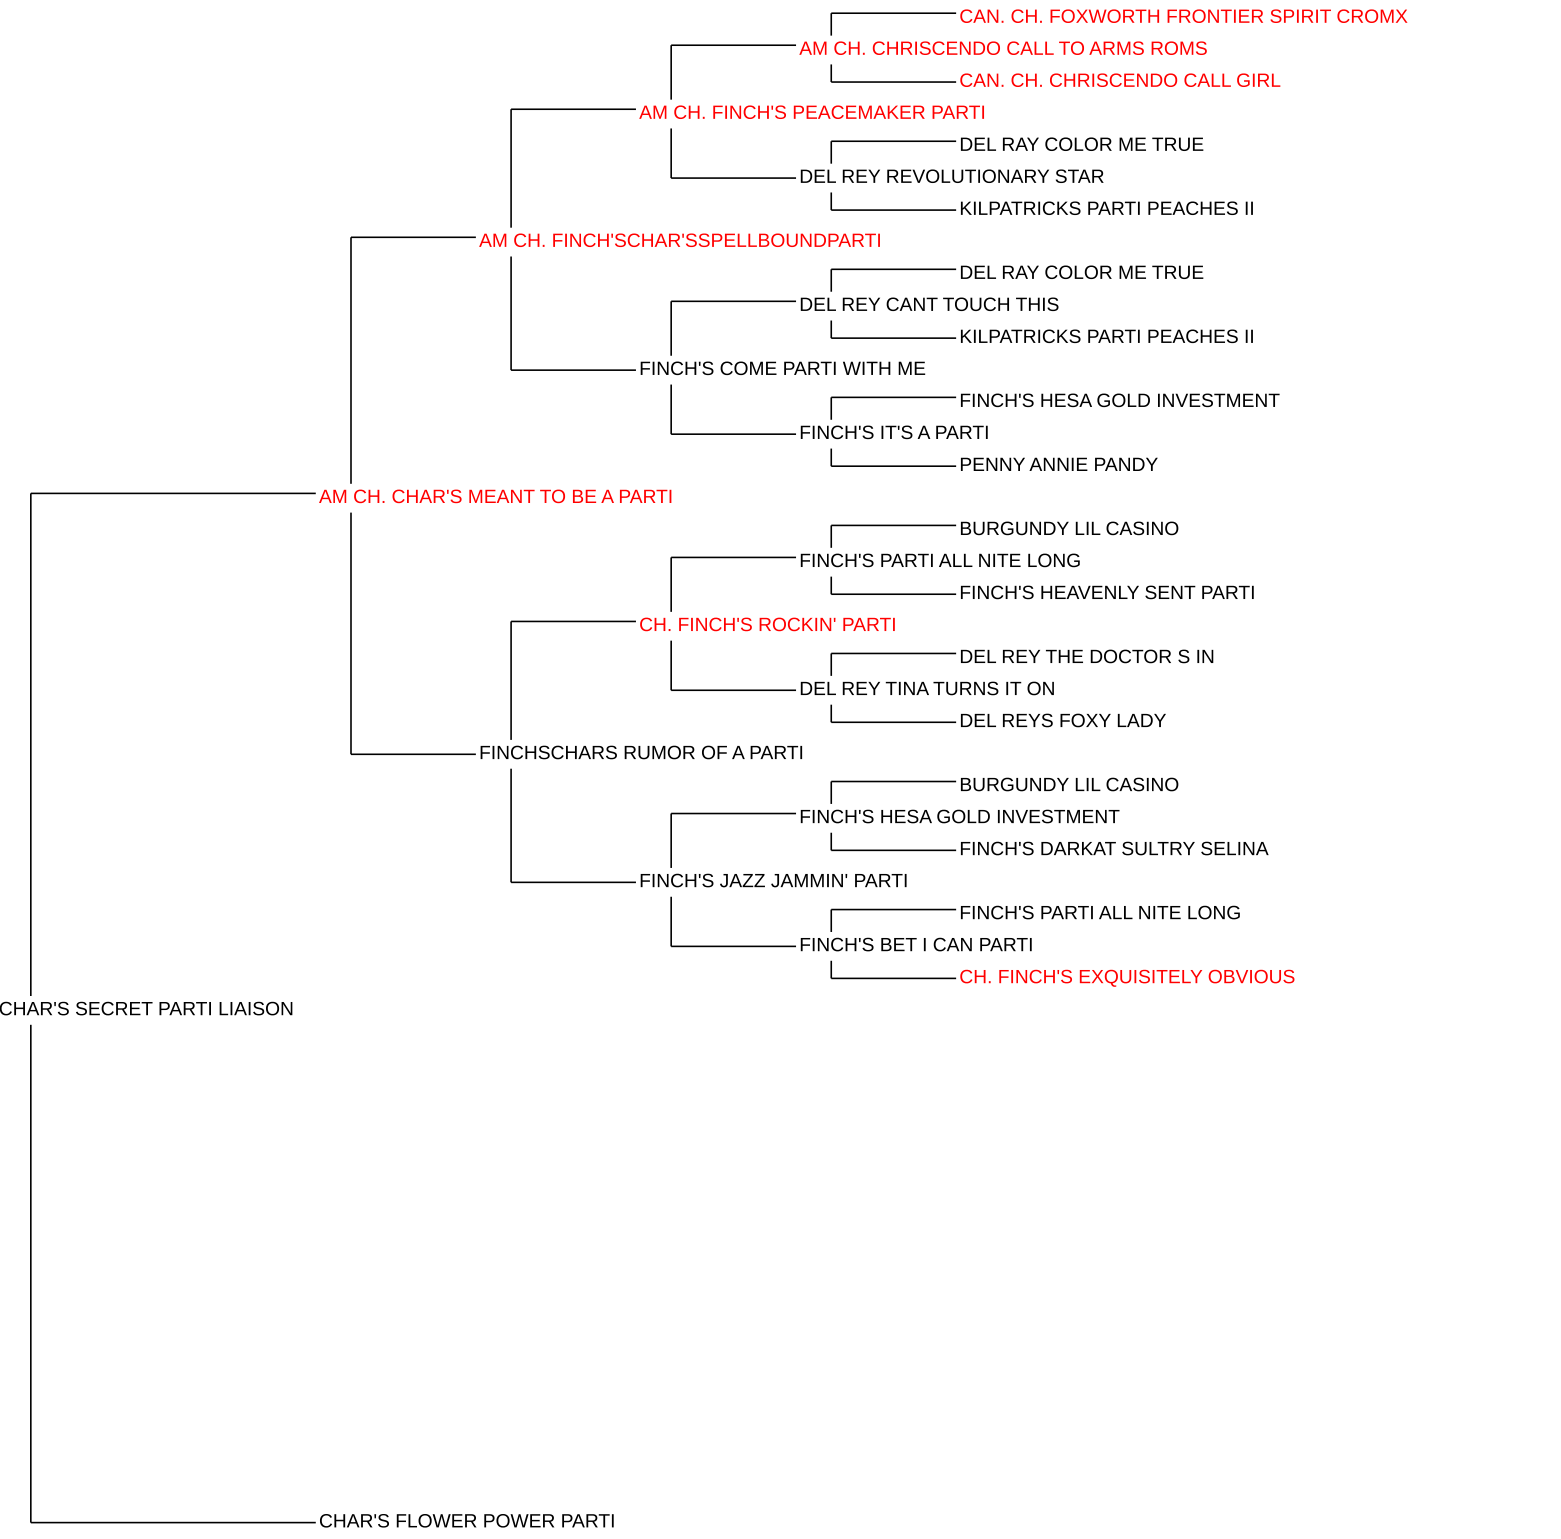 CAN. CH. FOXWORTH FRONTIER SPIRIT CROMX
AM CH. CHRISCENDO CALL TO ARMS ROMS
CAN. CH. CHRISCENDO CALL GIRL
AM CH. FINCH'S PEACEMAKER PARTI
DEL RAY COLOR ME TRUE
DEL REY REVOLUTIONARY STAR
KILPATRICKS PARTI PEACHES II
AM CH. FINCH'SCHAR'SSPELLBOUNDPARTI
DEL RAY COLOR ME TRUE
DEL REY CANT TOUCH THIS
KILPATRICKS PARTI PEACHES II
FINCH'S COME PARTI WITH ME
FINCH'S HESA GOLD INVESTMENT
FINCH'S IT'S A PARTI
PENNY ANNIE PANDY
AM CH. CHAR'S MEANT TO BE A PARTI
BURGUNDY LIL CASINO
FINCH'S PARTI ALL NITE LONG
FINCH'S HEAVENLY SENT PARTI
CH. FINCH'S ROCKIN' PARTI
DEL REY THE DOCTOR S IN
DEL REY TINA TURNS IT ON
DEL REYS FOXY LADY
FINCHSCHARS RUMOR OF A PARTI
BURGUNDY LIL CASINO
FINCH'S HESA GOLD INVESTMENT
FINCH'S DARKAT SULTRY SELINA
FINCH'S JAZZ JAMMIN' PARTI
FINCH'S PARTI ALL NITE LONG
FINCH'S BET I CAN PARTI
CH. FINCH'S EXQUISITELY OBVIOUS
CHAR'S SECRET PARTI LIAISON
CHAR'S FLOWER POWER PARTI